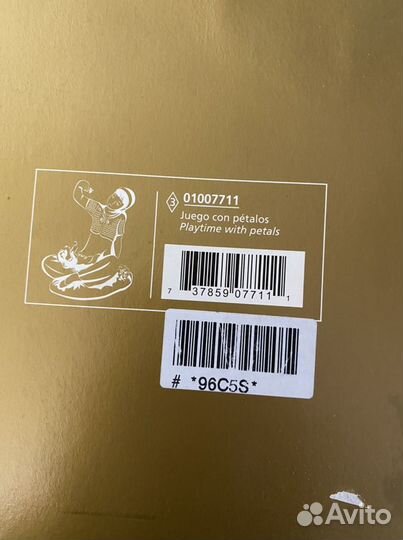 3 01007711
Juego con pétalos
Playtime with petals
7 37859 07711 1
# *96C5S*
Avito